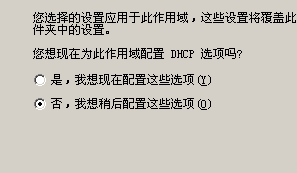 您选择的设置应用于此作用域，这些设置将覆盖此
件夹中的设置。
您想现在为此作用域配置 DHCP 选项吗?
是，我想现在配置这些选项(Y)
否，我想稍后配置这些选项(O)